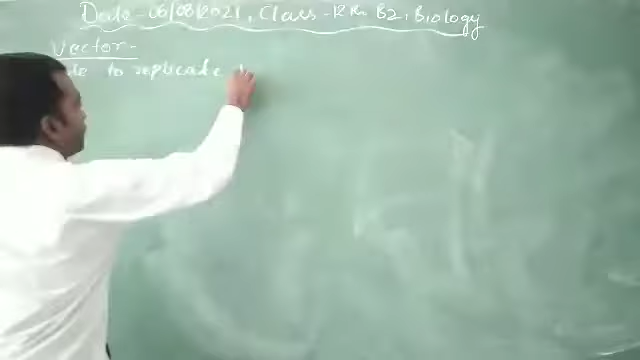 Date - 06/08/2021, Class - 12th B2, Biology
Vector -
to replicate